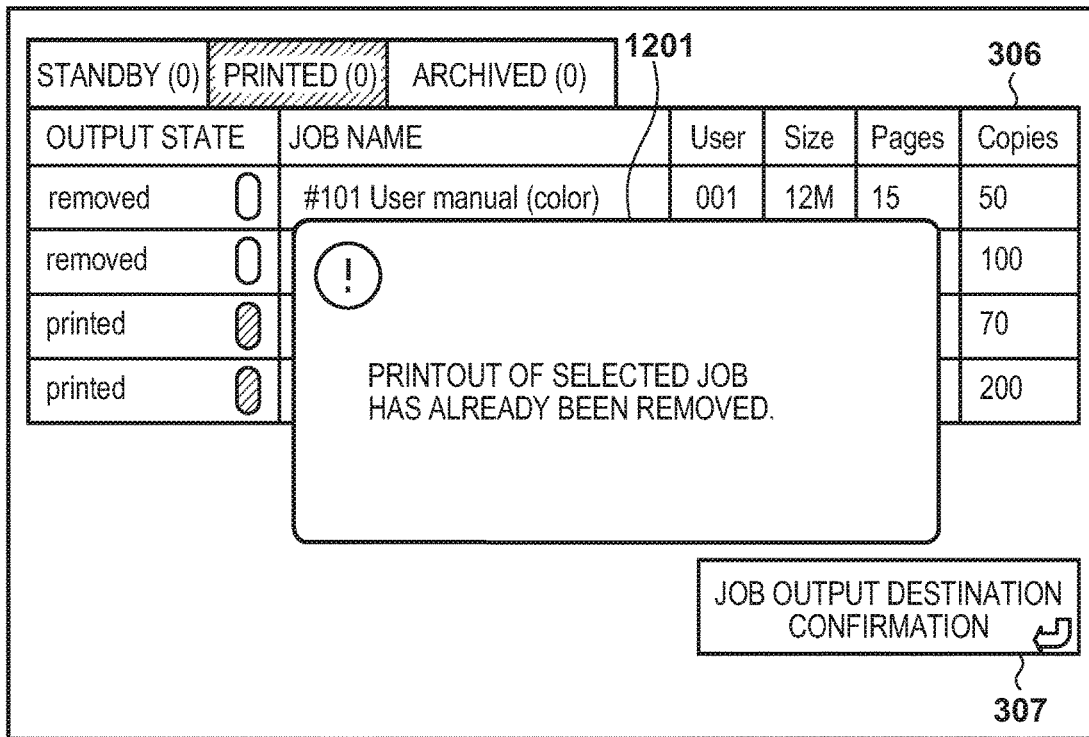 1201
306
STANDBY (0) PRINTED (0) ARCHIVED (0)
OUTPUT STATE JOB NAME User Size Pages Copies
removed #101 User manual (color) 001 12M 15 50
removed 100
printed 70
printed 200
!
PRINTOUT OF SELECTED JOB
HAS ALREADY BEEN REMOVED.
JOB OUTPUT DESTINATION
CONFIRMATION
307